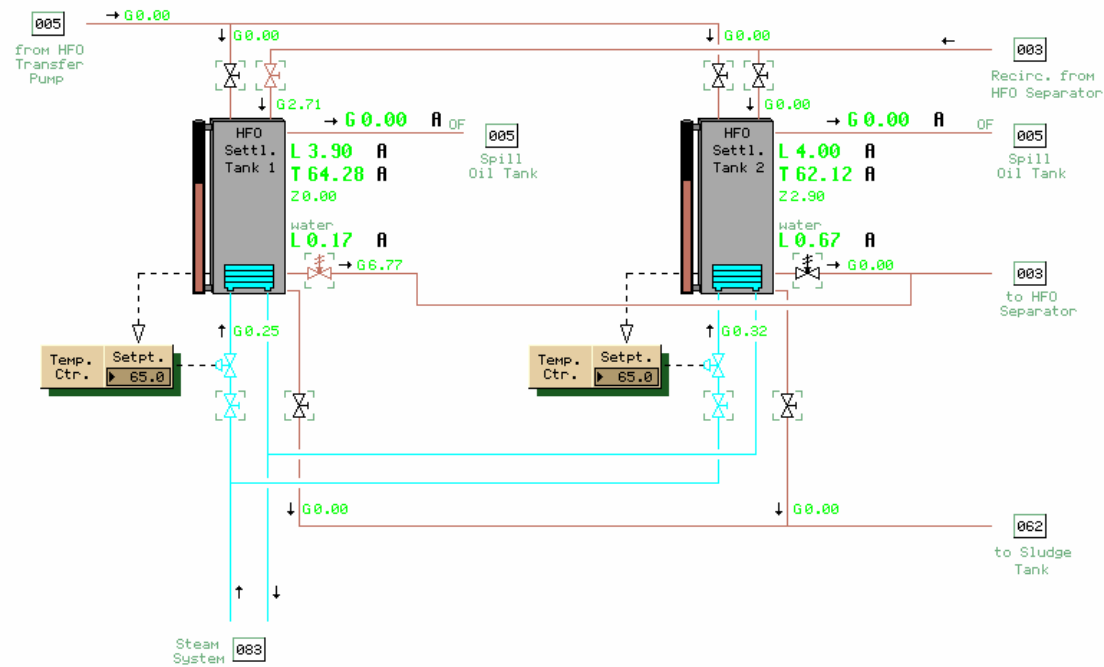 005
from HFO
Transfer
Pump
G0.00
G0.00
G0.00
003
Recirc. from
HFO Separator
G2.71
G0.00
HFO
Settl.
Tank 1
G 0.00 A OF
005
Spill
Oil Tank
L 3.90 A
T 64.28 A
Z0.00
water
L 0.17 A
G6.77
HFO
Settl.
Tank 2
G 0.00 A OF
005
Spill
Oil Tank
L 4.00 A
T 62.12 A
Z2.90
water
L 0.67 A
G0.00
003
to HFO
Separator
G0.25
Temp.
Ctr.
Setpt.
65.0
G0.32
Temp.
Ctr.
Setpt.
65.0
G0.00
G0.00
062
to Sludge
Tank
Steam
System
083